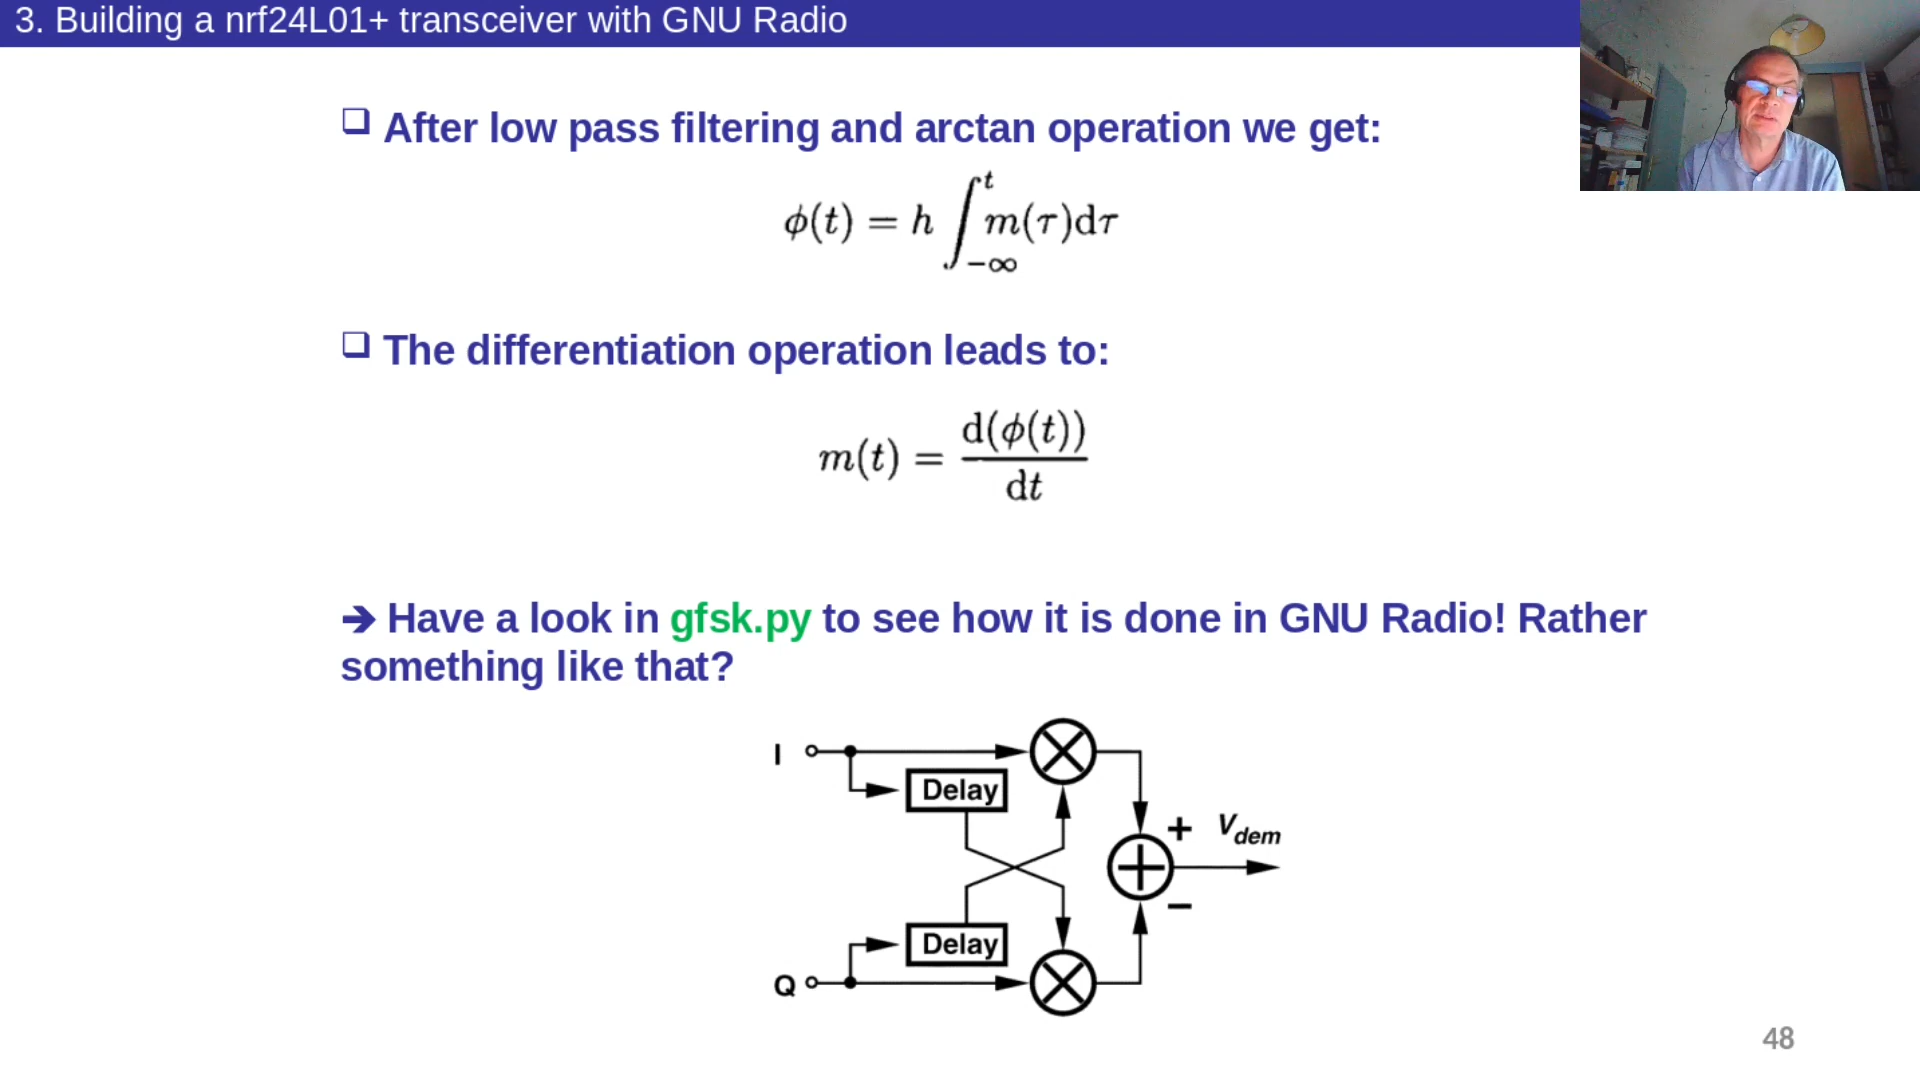 3. Building a nrf24L01+ transceiver with GNU Radio
❑ After low pass filtering and arctan operation we get:
ϕ(t) = h ∫_{-∞}^{t} m(τ)dτ
❑ The differentiation operation leads to:
m(t) = d(ϕ(t))/dt
➔ Have a look in gfsk.py to see how it is done in GNU Radio! Rather
something like that?
I
Delay
+ V_dem
−
Delay
Q
48